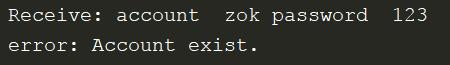 Receive: account  zok password  123
error: Account exist.